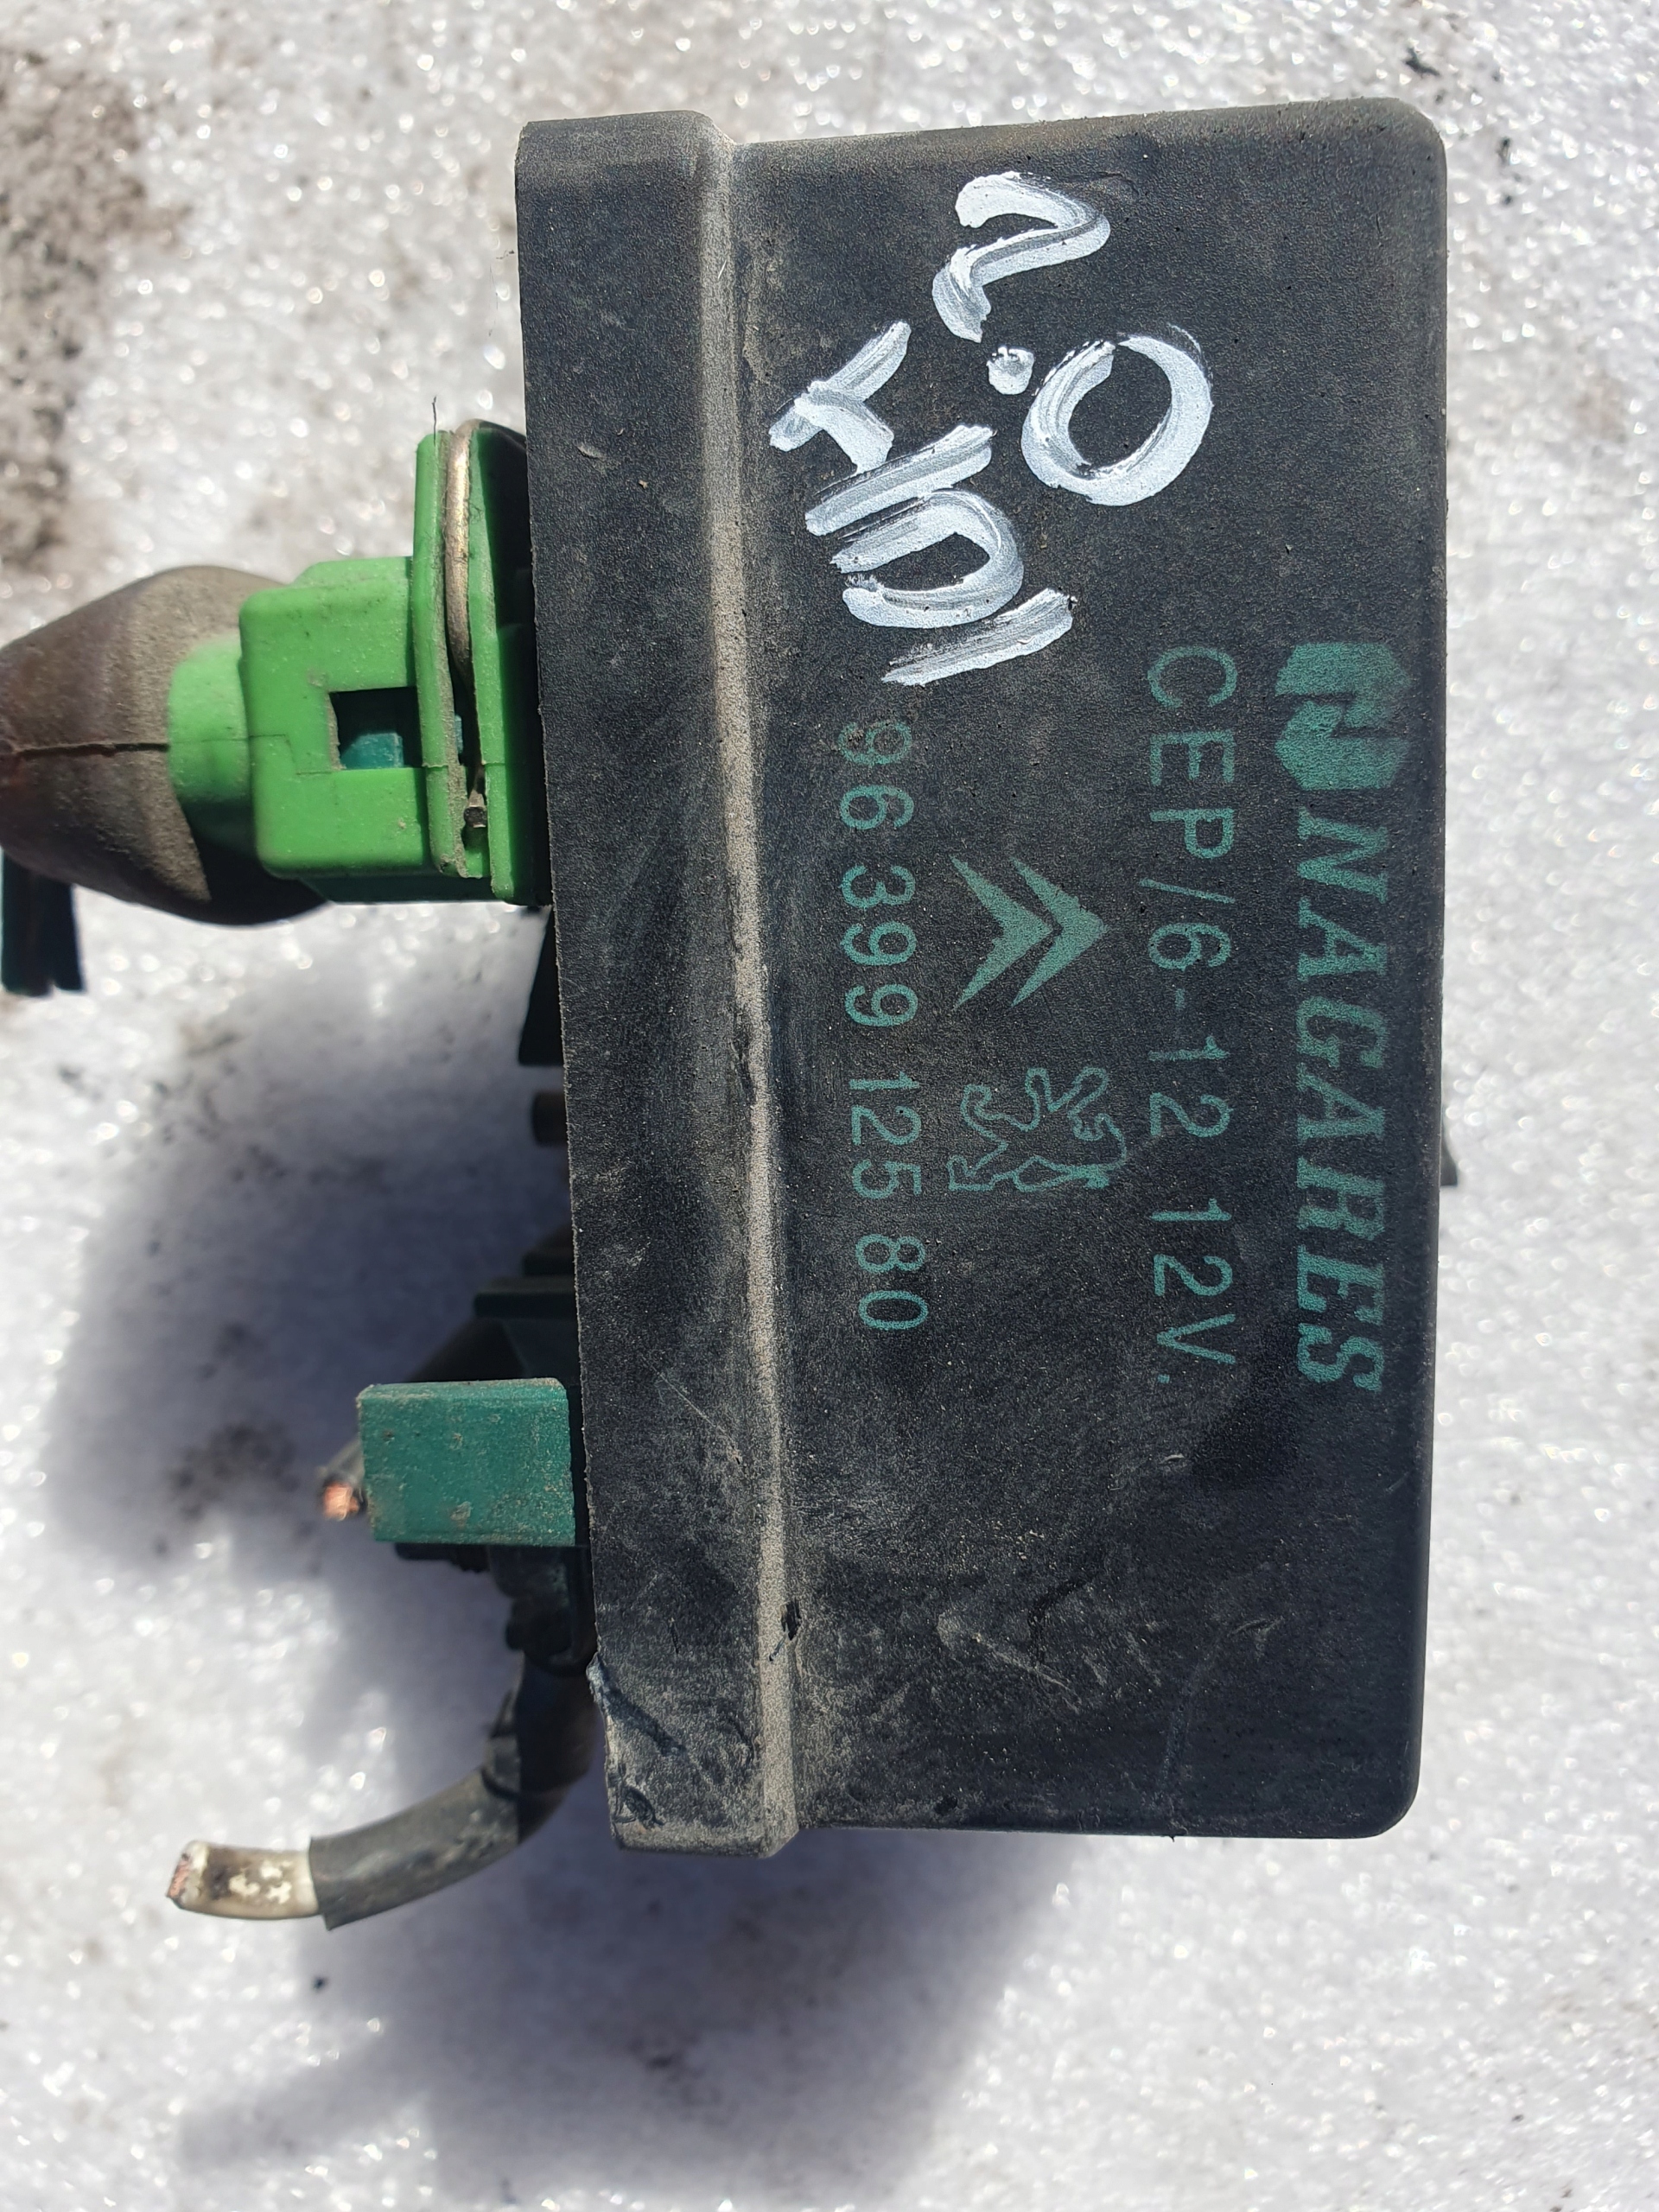 NAGARES
CEP/6-12 12V.
96 399 125 80
2.0
HDI